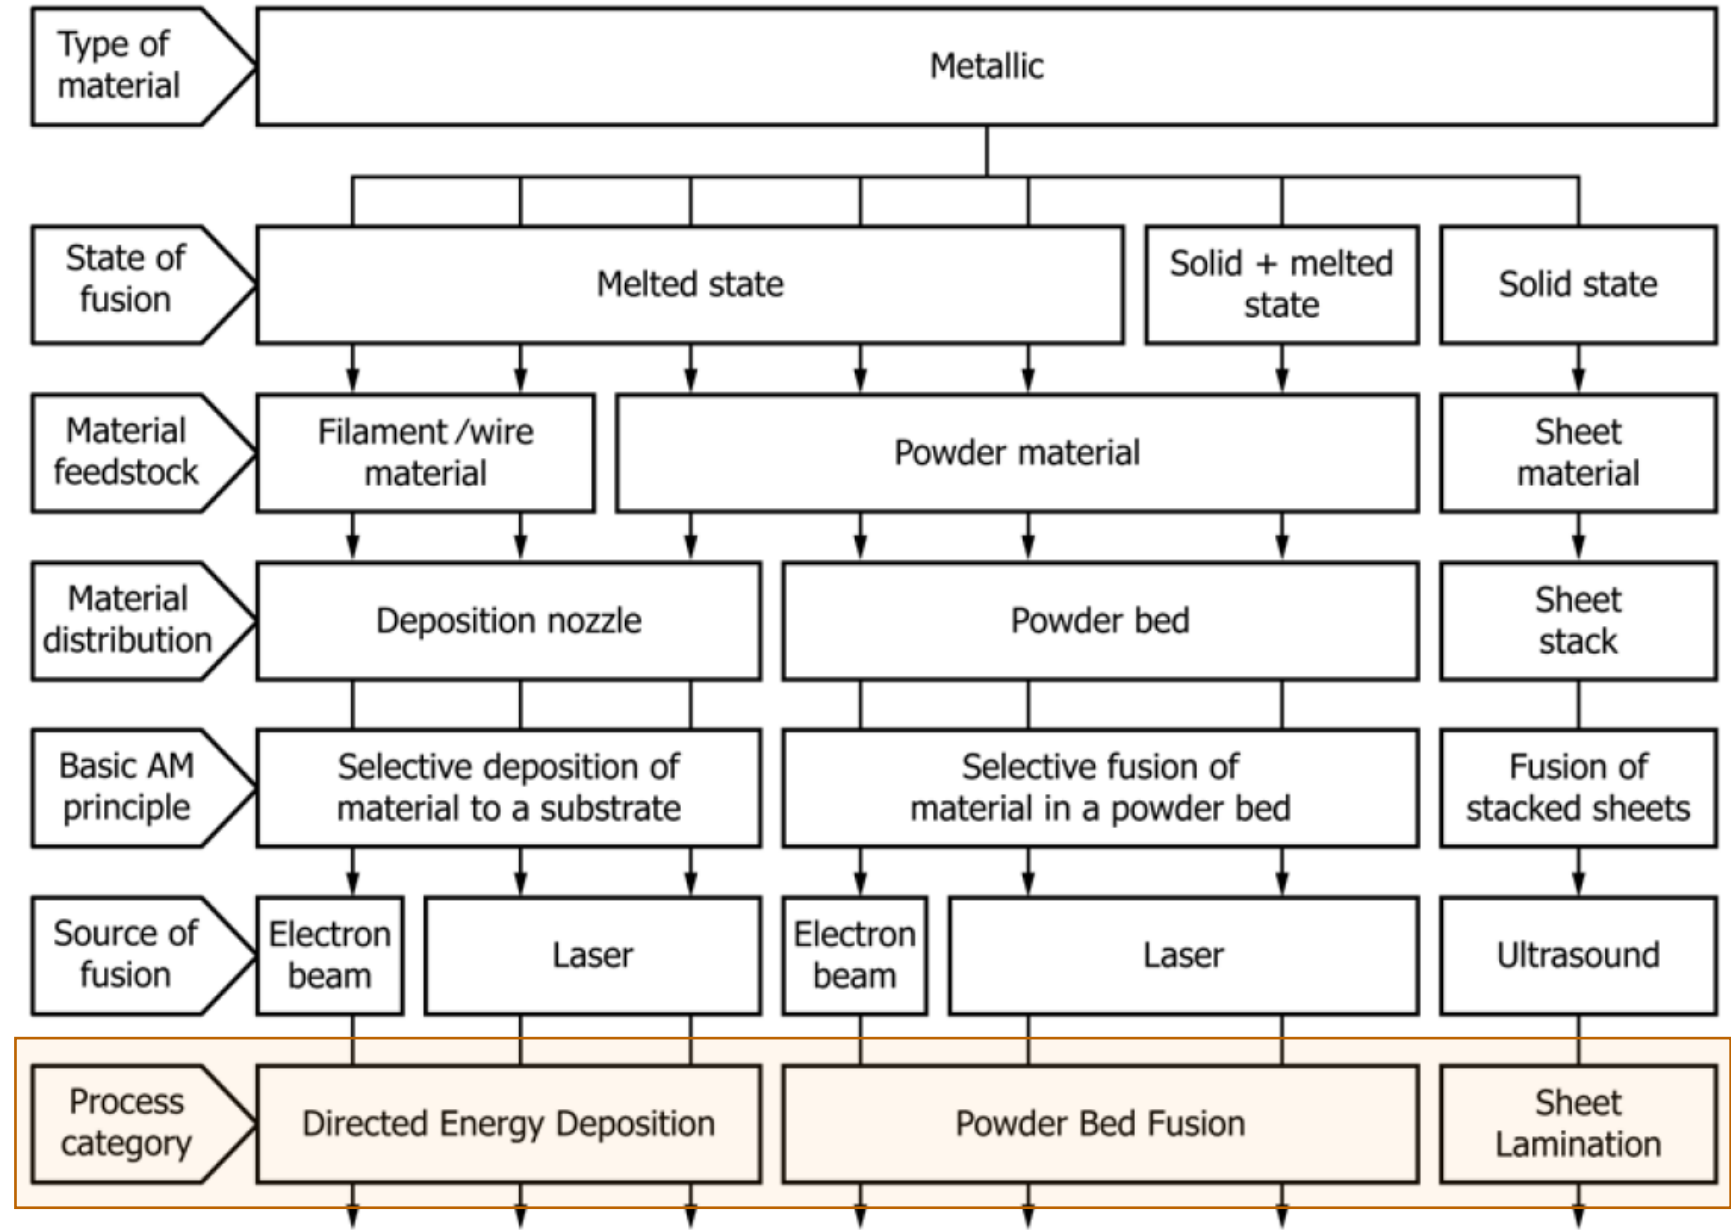 Type of
material
Metallic
State of
fusion
Melted state
Solid + melted
state
Solid state
Material
feedstock
Filament /wire
material
Powder material
Sheet
material
Material
distribution
Deposition nozzle
Powder bed
Sheet
stack
Basic AM
principle
Selective deposition of
material to a substrate
Selective fusion of
material in a powder bed
Fusion of
stacked sheets
Source of
fusion
Electron
beam
Laser
Electron
beam
Laser
Ultrasound
Process
category
Directed Energy Deposition
Powder Bed Fusion
Sheet
Lamination